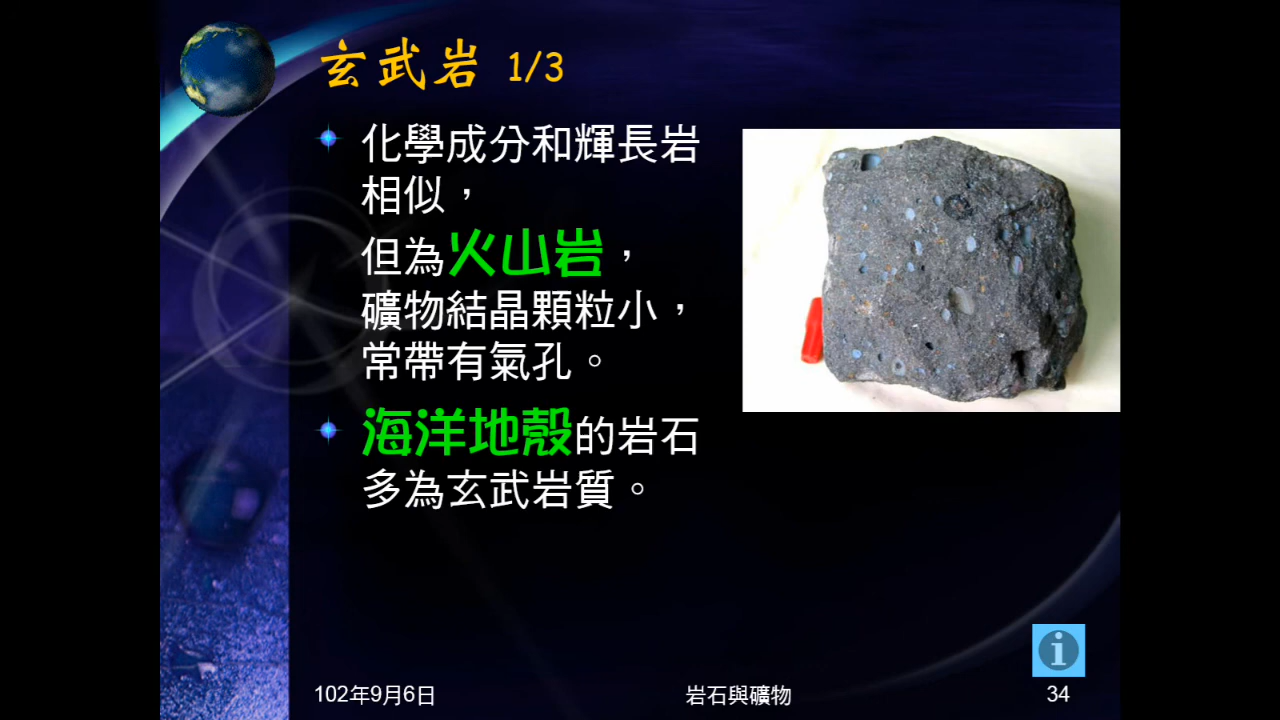 玄武岩 1/3
化學成分和輝長岩
相似，
但為火山岩，
礦物結晶顆粒小，
常帶有氣孔。
海洋地殼的岩石
多為玄武岩質。
102年9月6日
岩石與礦物
34